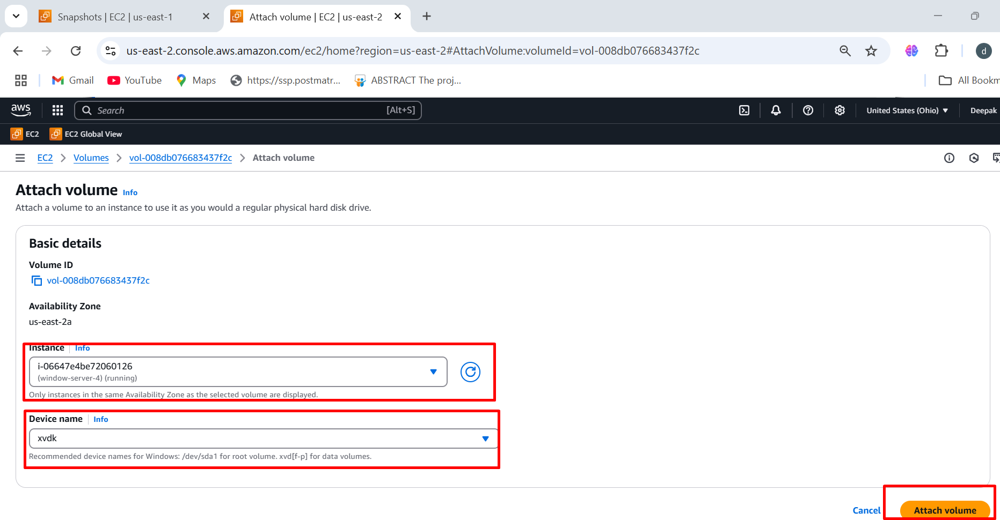 Snapshots | EC2 | us-east-1
Attach volume | EC2 | us-east-2
us-east-2.console.aws.amazon.com/ec2/home?region=us-east-2#AttachVolume:volumeId=vol-008db076683437f2c
d
Gmail YouTube Maps https://ssp.postmatr... ABSTRACT The proj... All Bookm
aws Search [Alt+S] United States (Ohio) Deepak
EC2 EC2 Global View
EC2 Volumes vol-008db076683437f2c Attach volume
Attach volume Info
Attach a volume to an instance to use it as you would a regular physical hard disk drive.
Basic details
Volume ID
vol-008db076683437f2c
Availability Zone
us-east-2a
Instance Info
i-06647e4be72060126
(window-server-4) (running)
Only instances in the same Availability Zone as the selected volume are displayed.
Device name Info
xvdk
Recommended device names for Windows: /dev/sda1 for root volume. xvd[f-p] for data volumes.
Cancel Attach volume